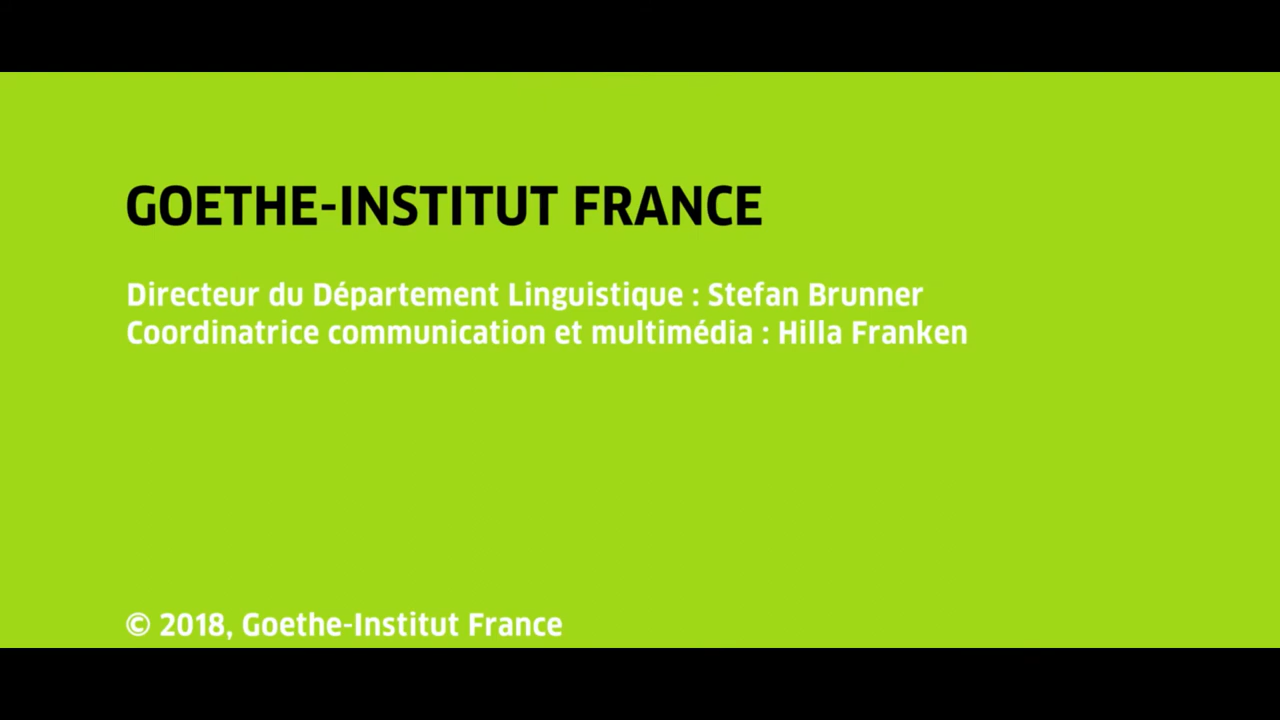 GOETHE-INSTITUT FRANCE
Directeur du Département Linguistique : Stefan Brunner
Coordinatrice communication et multimédia : Hilla Franken
© 2018, Goethe-Institut France